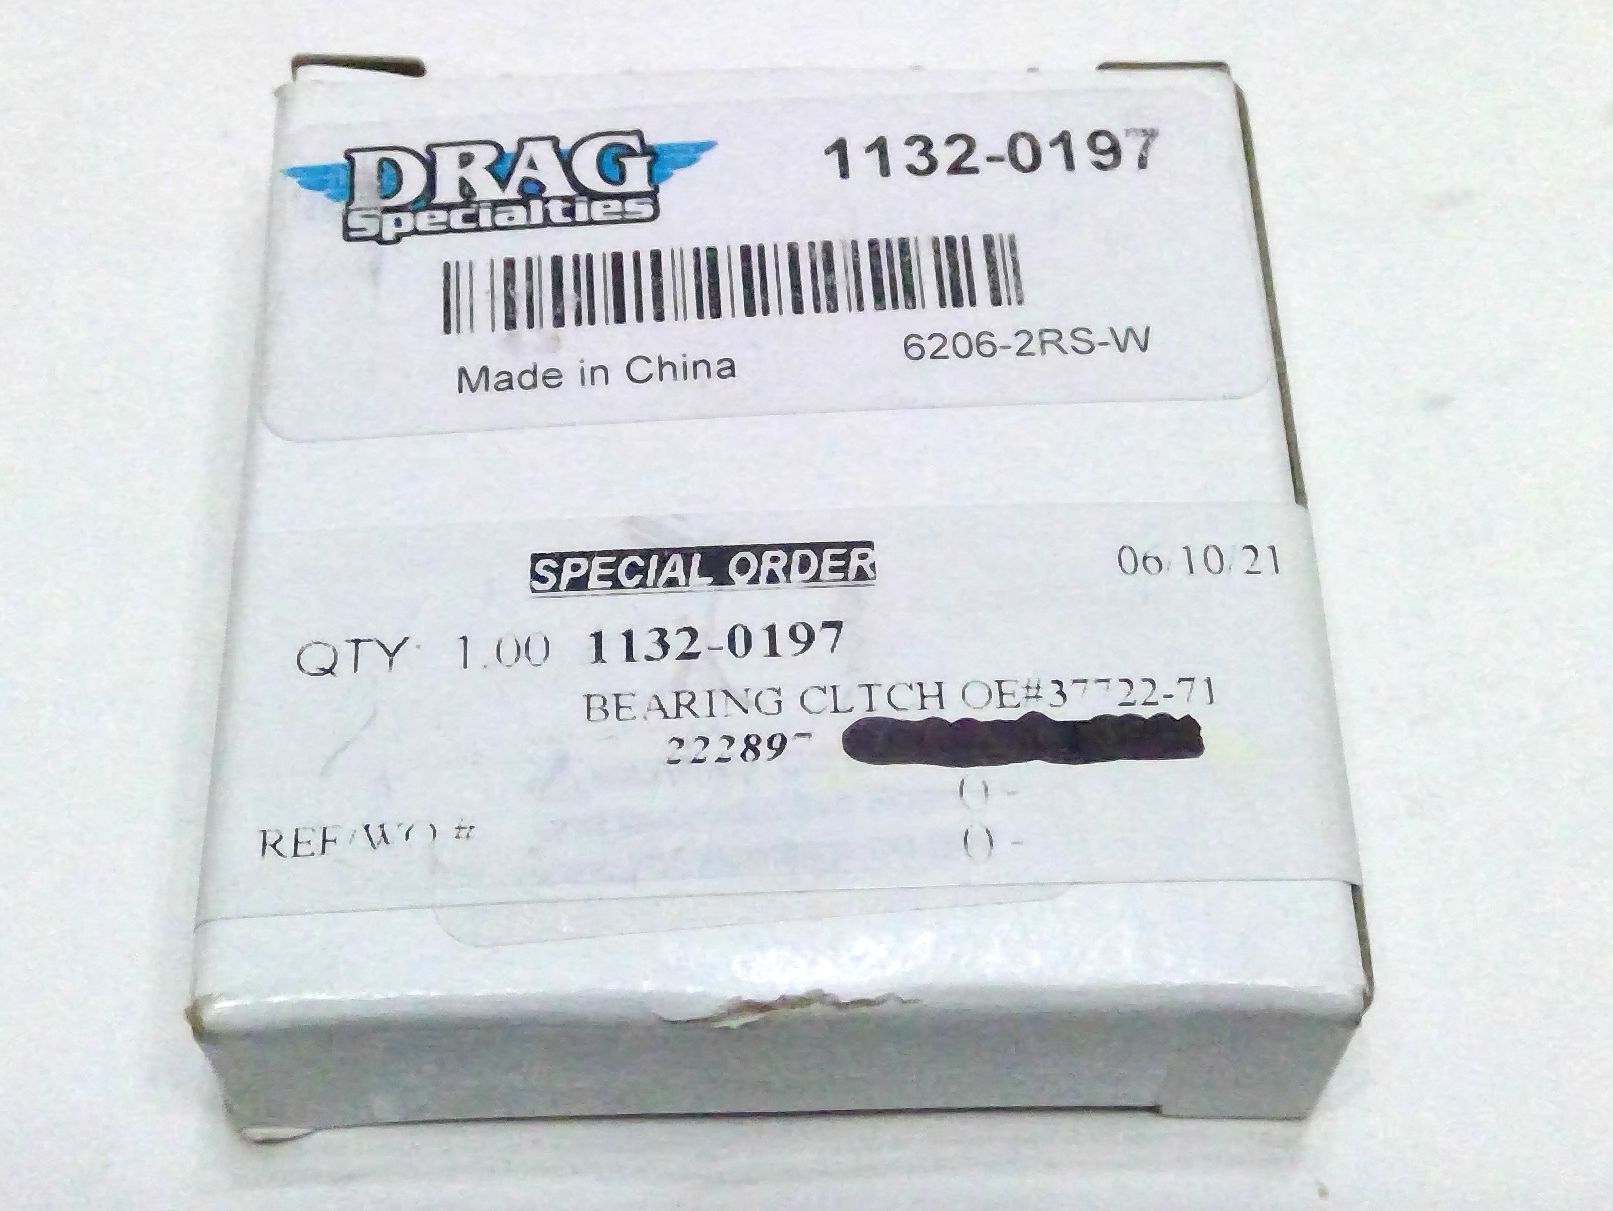 DRAG
Specialties
1132-0197
Made in China
6206-2RS-W
SPECIAL ORDER
06/10/21
QTY: 1.00 1132-0197
BEARING CLTCH OE#37722-71
222897
() -
REF/WO #
() -